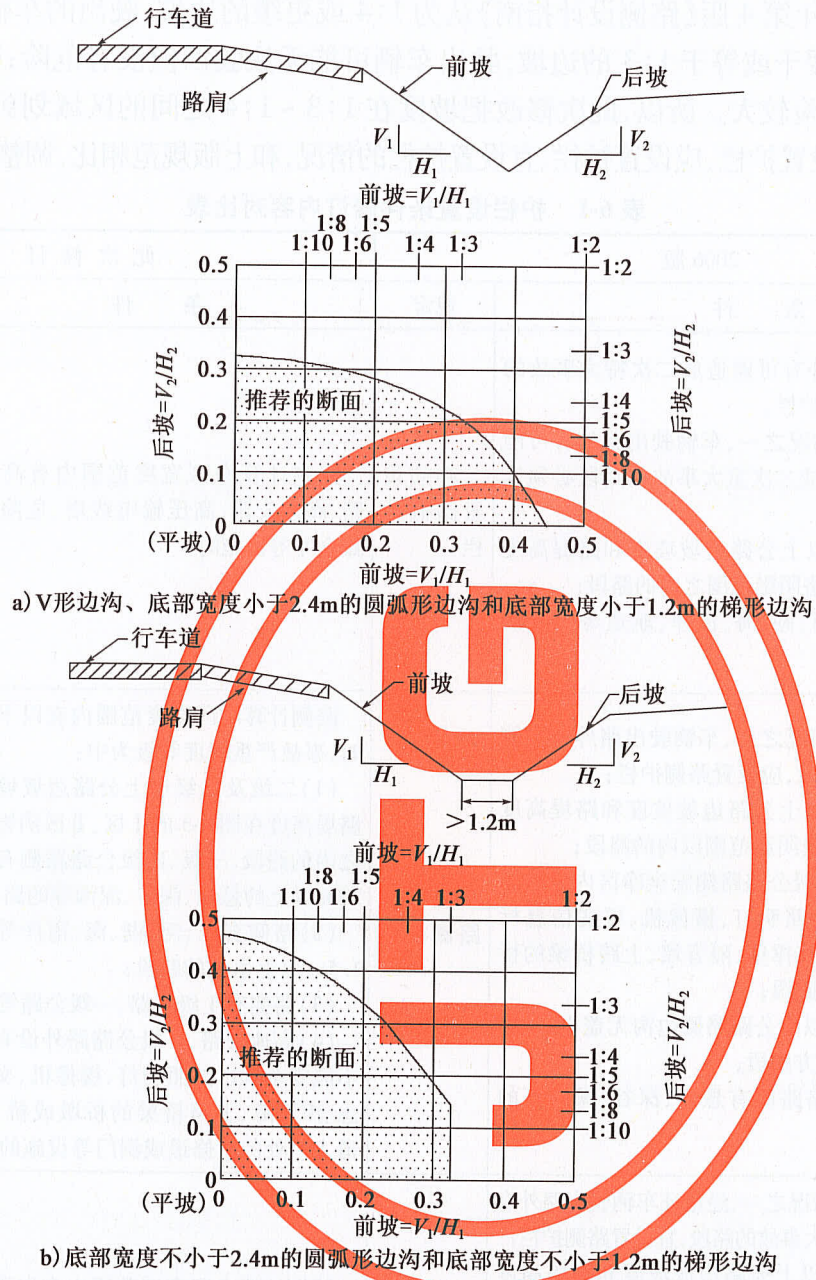 行车道
路肩
前坡
后坡
V1
H1
V2
H2
前坡=V1/H1
1:8 1:5
1:10 1:6 1:4 1:3 1:2
0.5
0.4
0.3
0.2
0.1
0
后坡=V2/H2
推荐的断面
1:2
1:3
1:4
1:5
1:6
1:8
1:10
后坡=V2/H2
(平坡) 0 0.1 0.2 0.3 0.4 0.5
前坡=V1/H1
a)V形边沟、底部宽度小于2.4m的圆弧形边沟和底部宽度小于1.2m的梯形边沟
行车道
路肩
前坡
后坡
V1
H1
V2
H2
>1.2m
前坡=V1/H1
1:8 1:5
1:10 1:6 1:4 1:3 1:2
0.5
0.4
0.3
0.2
0.1
0
后坡=V2/H2
推荐的断面
1:2
1:3
1:4
1:5
1:6
1:8
1:10
后坡=V2/H2
(平坡) 0 0.1 0.2 0.3 0.4 0.5
前坡=V1/H1
b)底部宽度不小于2.4m的圆弧形边沟和底部宽度不小于1.2m的梯形边沟